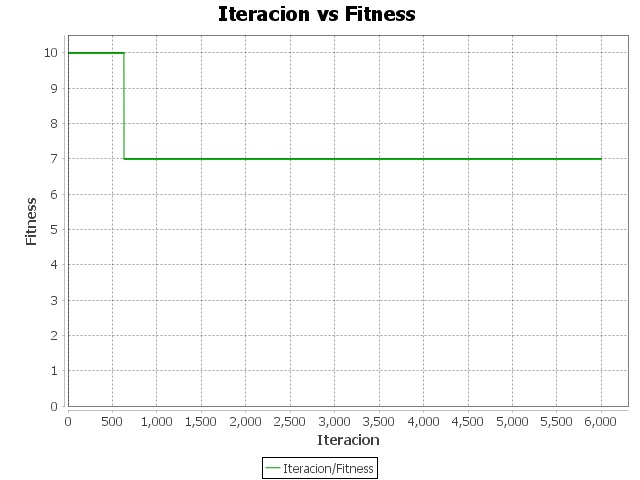 Iteracion vs Fitness
10
9
8
7
6
5
4
3
2
1
0
Fitness
0 500 1,000 1,500 2,000 2,500 3,000 3,500 4,000 4,500 5,000 5,500 6,000
Iteracion
Iteracion/Fitness